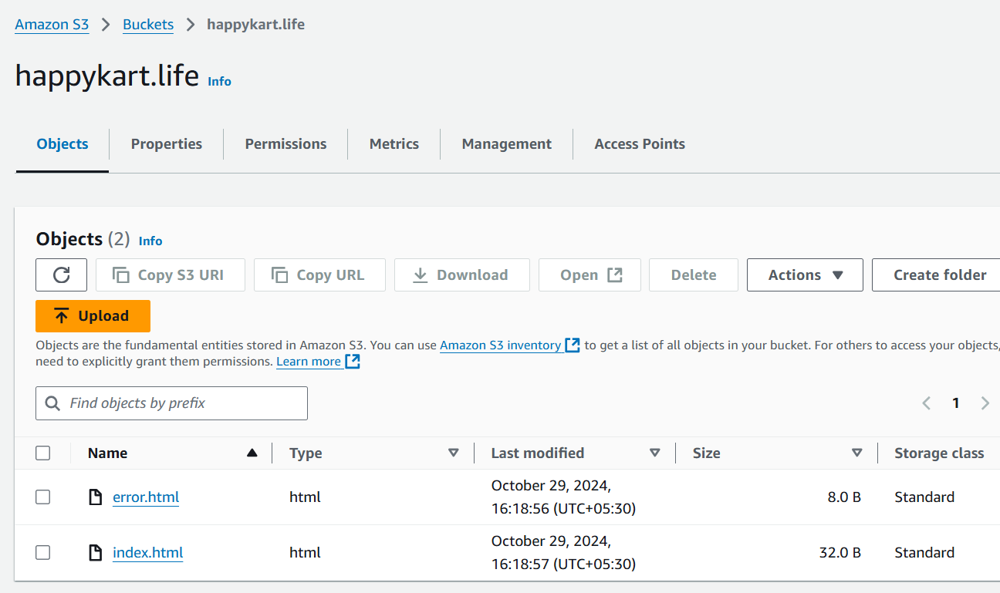 Amazon S3 > Buckets > happykart.life
happykart.life Info
Objects Properties Permissions Metrics Management Access Points
Objects (2) Info
Copy S3 URI Copy URL Download Open Delete Actions Create folder
Upload
Objects are the fundamental entities stored in Amazon S3. You can use Amazon S3 inventory to get a list of all objects in your bucket. For others to access your objects,
need to explicitly grant them permissions. Learn more
Find objects by prefix
1
Name Type Last modified Size Storage class
error.html html October 29, 2024, 8.0 B Standard
16:18:56 (UTC+05:30)
index.html html October 29, 2024, 32.0 B Standard
16:18:57 (UTC+05:30)